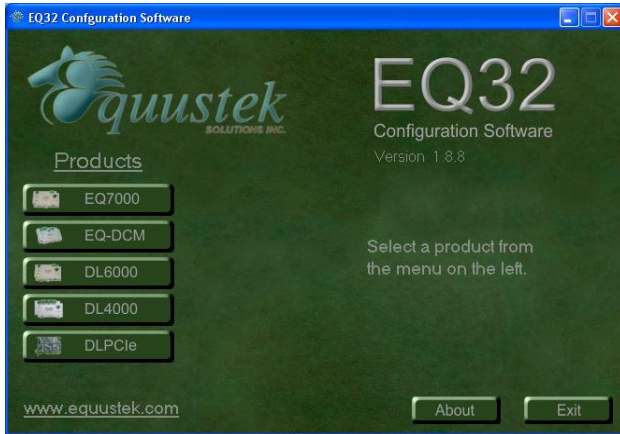 EQ32 Confguration Software
Equustek
SOLUTIONS INC.
EQ32
Configuration Software
Version 1.8.8
Products
EQ7000
EQ-DCM
DL6000
DL4000
DLPCIe
Select a product from
the menu on the left.
www.equustek.com
About
Exit